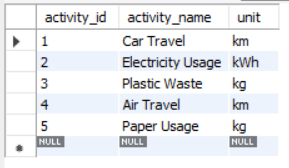 activity_id activity_name unit
1 Car Travel km
2 Electricity Usage kWh
3 Plastic Waste kg
4 Air Travel km
5 Paper Usage kg
NULL NULL NULL